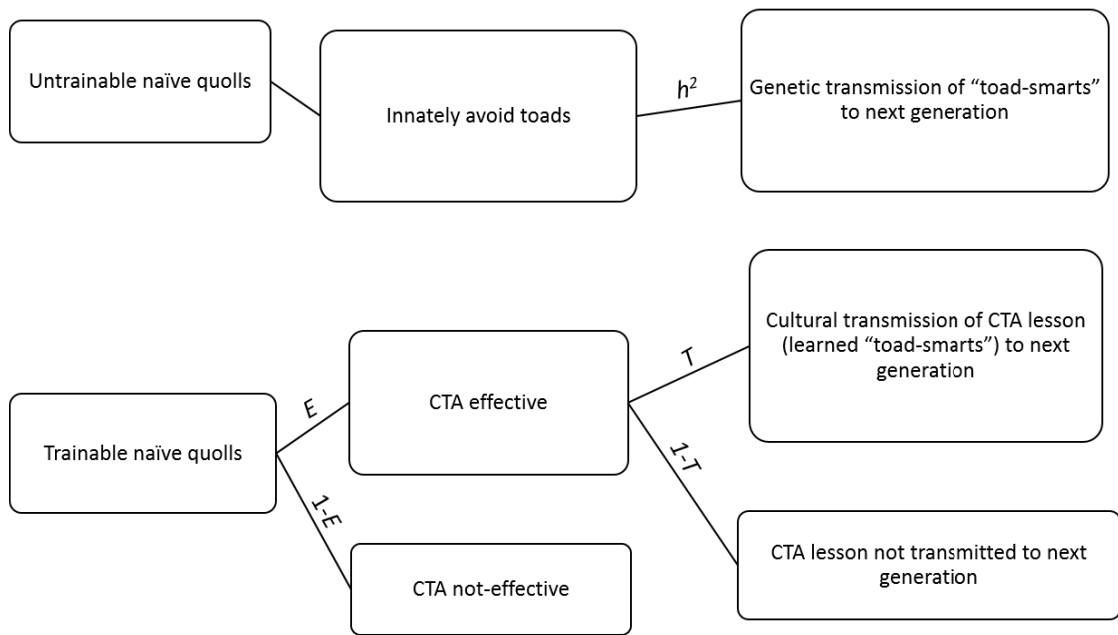 Untrainable naïve quolls
Innately avoid toads
h²
Genetic transmission of “toad-smarts”
to next generation
Trainable naïve quolls
E
1-E
CTA effective
CTA not-effective
T
1-T
Cultural transmission of CTA lesson
(learned “toad-smarts”) to next
generation
CTA lesson not transmitted to next
generation